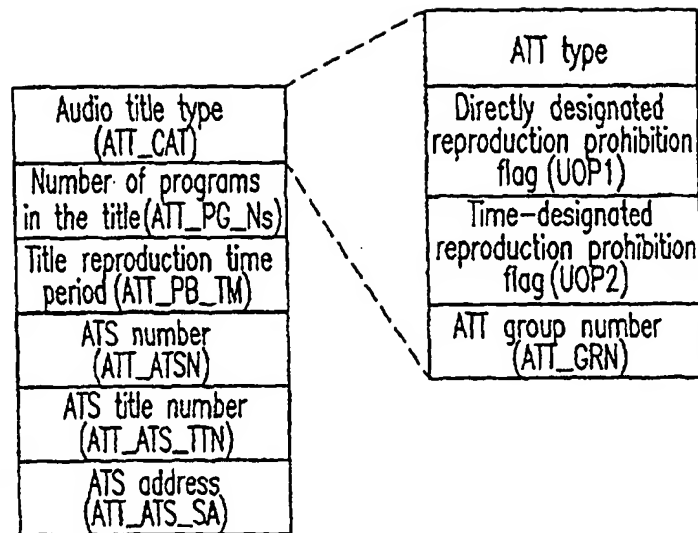 Audio title type
(ATT_CAT)
Number of programs
in the title(ATT_PG_Ns)
Title reproduction time
period(ATT_PB_TM)
ATS number
(ATT_ATSN)
ATS title number
(ATT_ATS_TTN)
ATS address
(ATT_ATS_SA)
ATT type
Directly designated
reproduction prohibition
flag(UOP1)
Time-designated
reproduction prohibition
flag(UOP2)
ATT group number
(ATT_GRN)